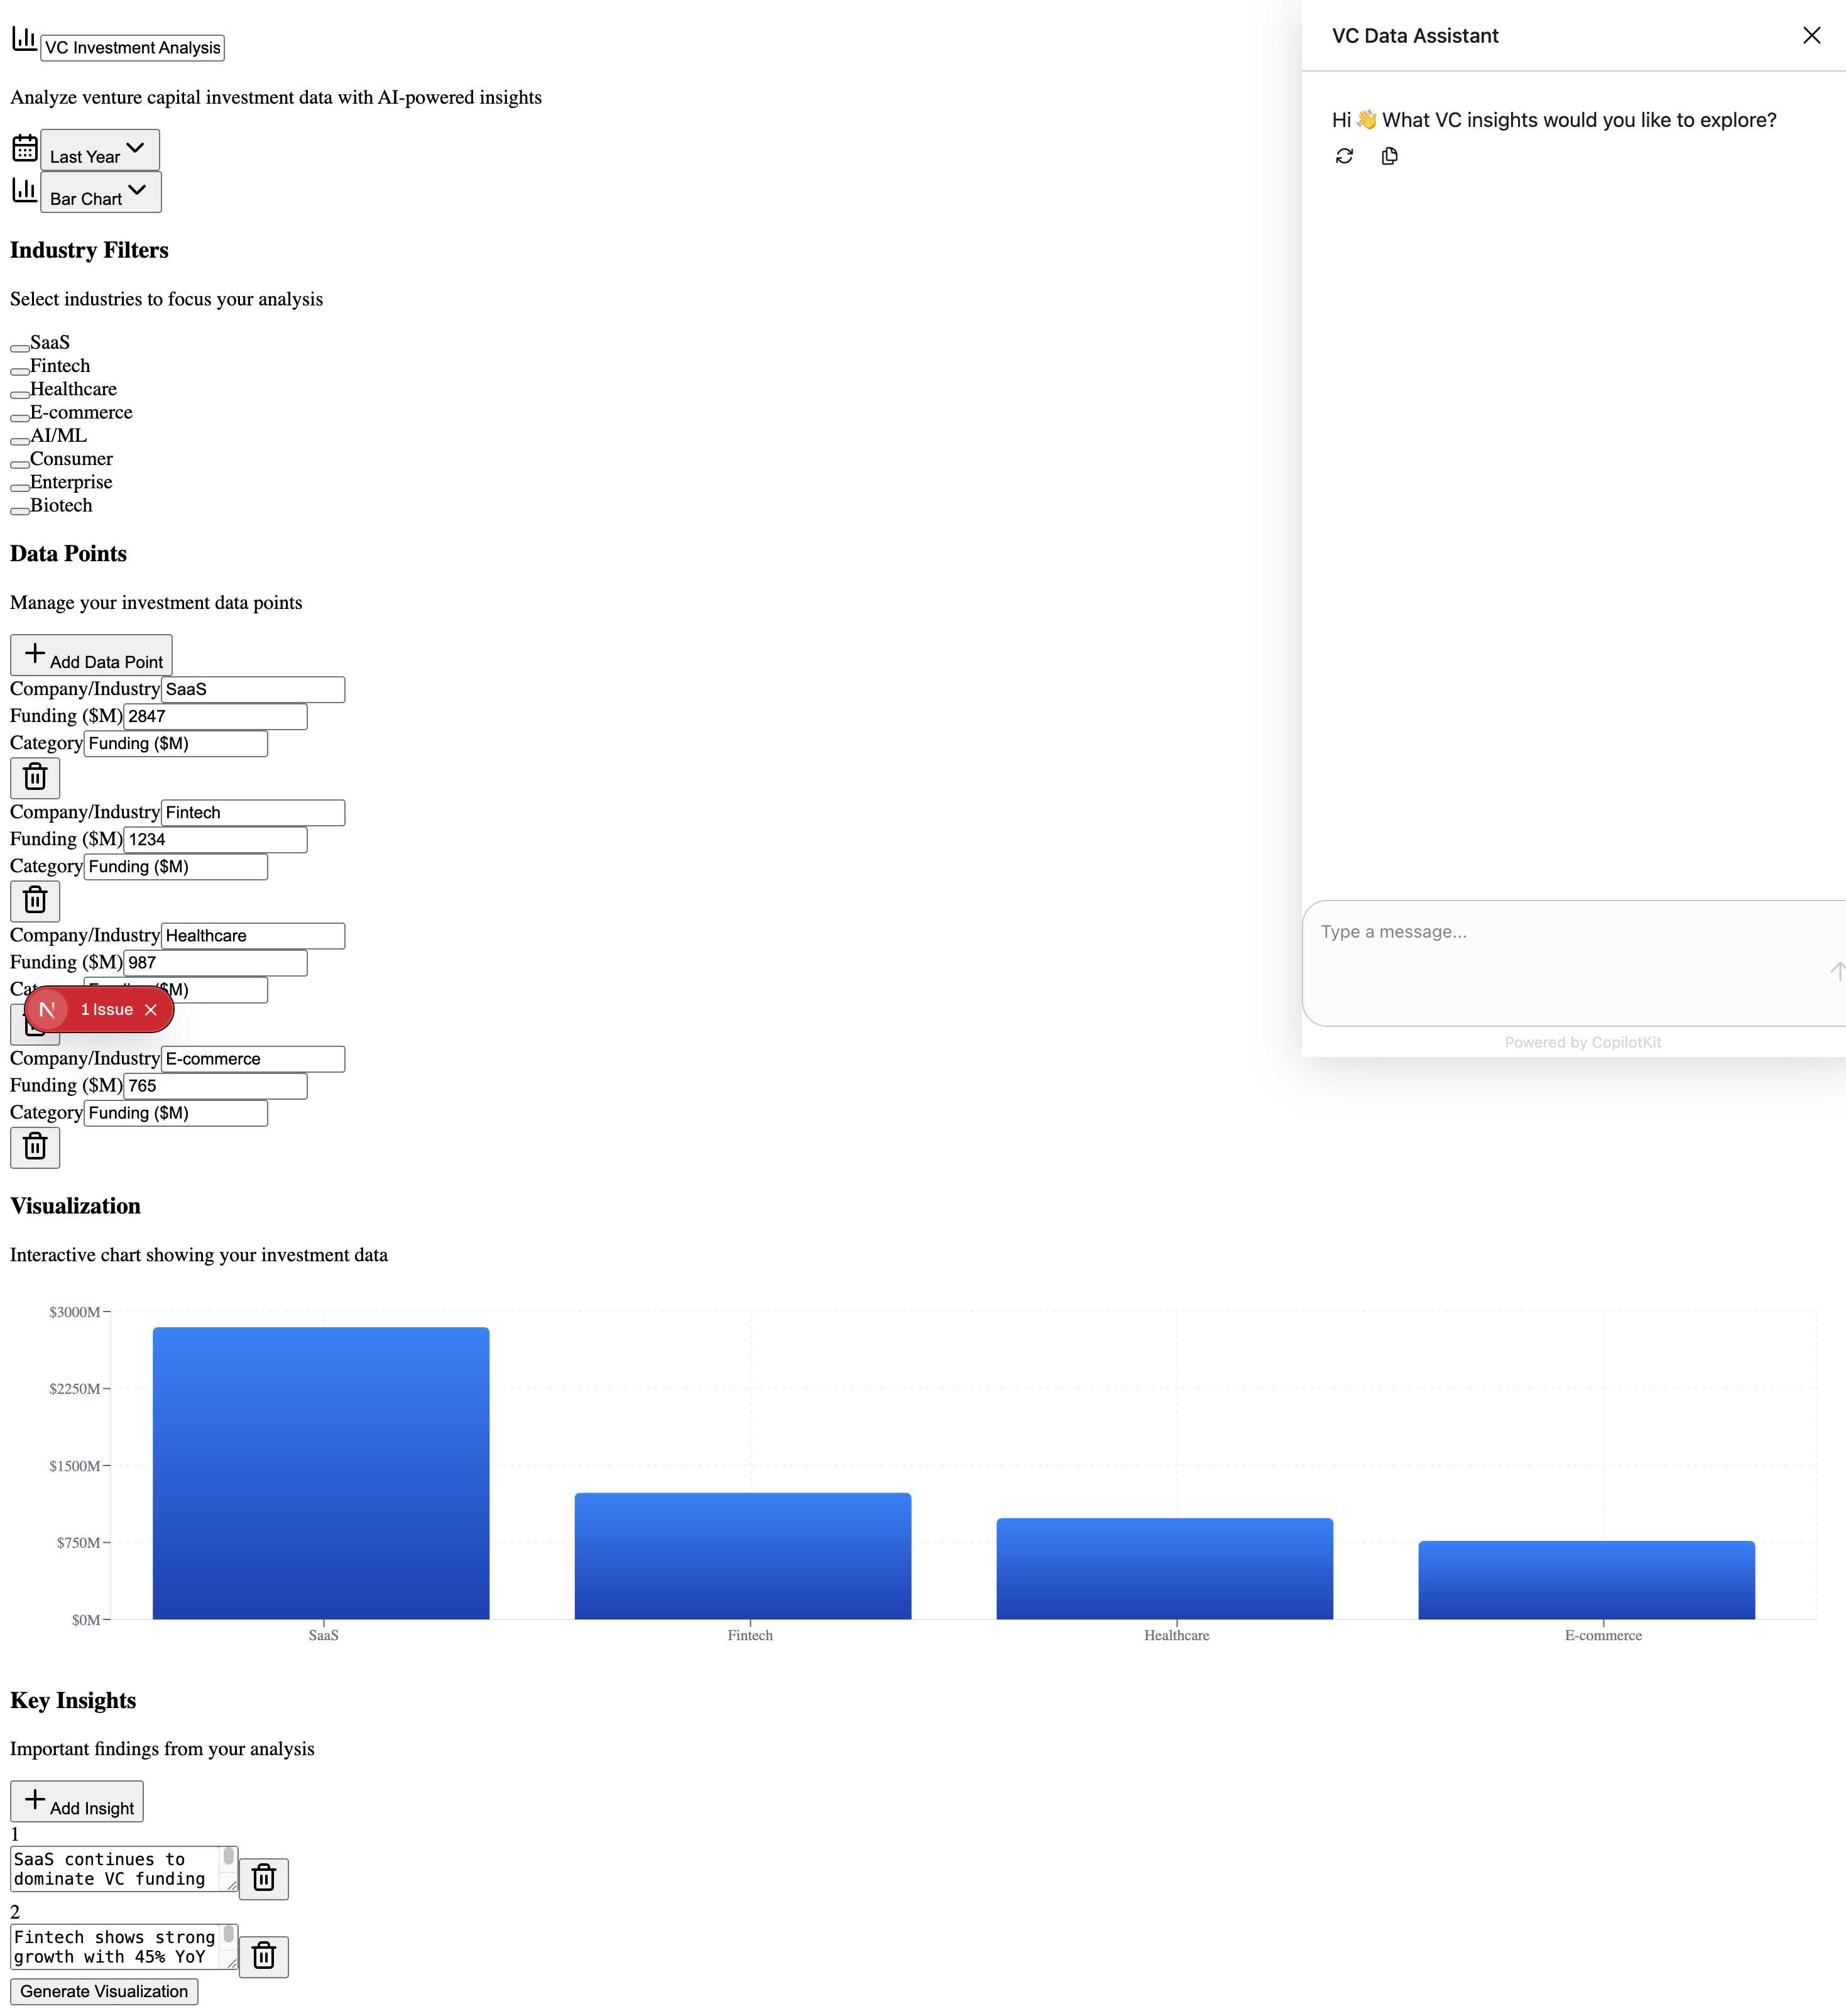 VC Investment Analysis
Analyze venture capital investment data with AI-powered insights
Last Year
Bar Chart
Industry Filters
Select industries to focus your analysis
SaaS
Fintech
Healthcare
E-commerce
AI/ML
Consumer
Enterprise
Biotech
Data Points
Manage your investment data points
Add Data Point
Company/Industry SaaS
Funding ($M) 2847
Category Funding ($M)
Company/Industry Fintech
Funding ($M) 1234
Category Funding ($M)
Company/Industry Healthcare
Funding ($M) 987
$M)
N 1 Issue
Company/Industry E-commerce
Funding ($M) 765
Category Funding ($M)
Visualization
Interactive chart showing your investment data
$3000M
$2250M
$1500M
$750M
$0M
SaaS Fintech Healthcare E-commerce
Key Insights
Important findings from your analysis
Add Insight
1
SaaS continues to
dominate VC funding
2
Fintech shows strong
growth with 45% YoY
Generate Visualization
VC Data Assistant
Hi 👋 What VC insights would you like to explore?
Type a message...
Powered by CopilotKit